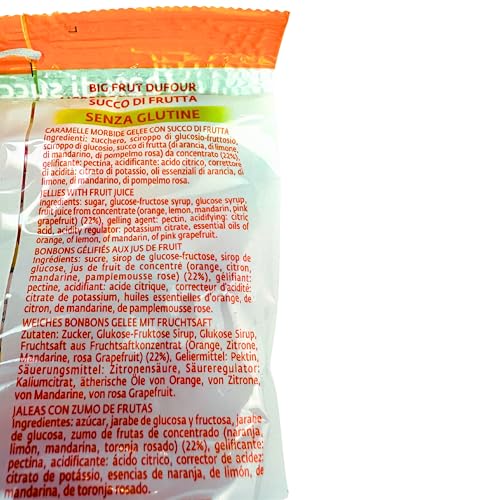 BIG FRUT DUFOUR
SUCCO DI FRUTTA
SENZA GLUTINE
CARAMELLE MORBIDE GELEE CON SUCCO DI FRUTTA
Ingredienti: zucchero, sciroppo di glucosio-fruttosio,
sciroppo di glucosio, succo di frutta (di arancia, di limone,
di mandarino, di pompelmo rosa) da concentrato (22%),
gelificante: pectina, acidificante: acido citrico, correttore
di acidità: citrato di potassio, oli essenziali di arancia, di
limone, di mandarino, di pompelmo rosa.
JELLIES WITH FRUIT JUICE
Ingredients: sugar, glucose-fructose syrup, glucose syrup,
fruit juice from concentrate (orange, lemon, mandarin, pink
grapefruit) (22%), gelling agent: pectin, acidifying: citric
acid, acidity regulator: potassium citrate, essential oils of
orange, of lemon, of mandarin, of pink grapefruit.
BONBONS GÉLIFIÉS AUX JUS DE FRUIT
Ingrédients: sucre, sirop de glucose-fructose, sirop de
glucose, jus de fruit de concentré (orange, citron,
mandarine, pamplemousse rose) (22%), gélifiant:
pectine, acidifiant: acide citrique, correcteur d'acidité:
citrate de potassium, huiles essentielles d'orange, de
citron, de mandarine, de pamplemousse rose.
WEICHES BONBONS GELEE MIT FRUCHTSAFT
Zutaten: Zucker, Glukose-Fruktose Sirup, Glukose Sirup,
Fruchtsaft aus Fruchtsaftkonzentrat (Orange, Zitrone,
Mandarine, rosa Grapefruit) (22%), Geliermittel: Pektin,
Säuerungsmittel: Zitronensäure, Säureregulator:
Kaliumcitrat, ätherische Öle von Orange, von Zitrone,
von Mandarine, von rosa Grapefruit.
JALEAS CON ZUMO DE FRUTAS
Ingredientes: azúcar, jarabe de glucosa y fructosa, jarabe
de glucosa, zumo de frutas de concentrado (naranja,
limón, mandarina, toronja rosado) (22%), gelificante:
pectina, acidificante: ácido cítrico, corrector de acidez:
citrato de potássio, esencias de naranja, de limón, de
mandarina, de toronja rosado.